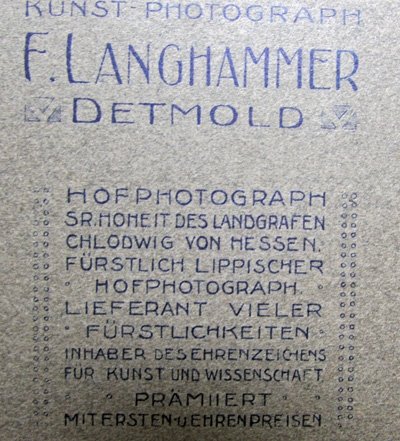 KUNST-PHOTOGRAPH
F. LANGHAMMER
DETMOLD
HOFPHOTOGRAPH
SR. HOHEIT DES LANDGRAFEN
CHLODWIG VON HESSEN.
FÜRSTLICH LIPPISCHER
HOFPHOTOGRAPH.
LIEFERANT VIELER
FÜRSTLICHKEITEN
INHABER DES EHRENZEICHENS
FÜR KUNST UND WISSENSCHAFT
PRÄMIIERT
MIT ERSTEN- U. EHRENPREISEN